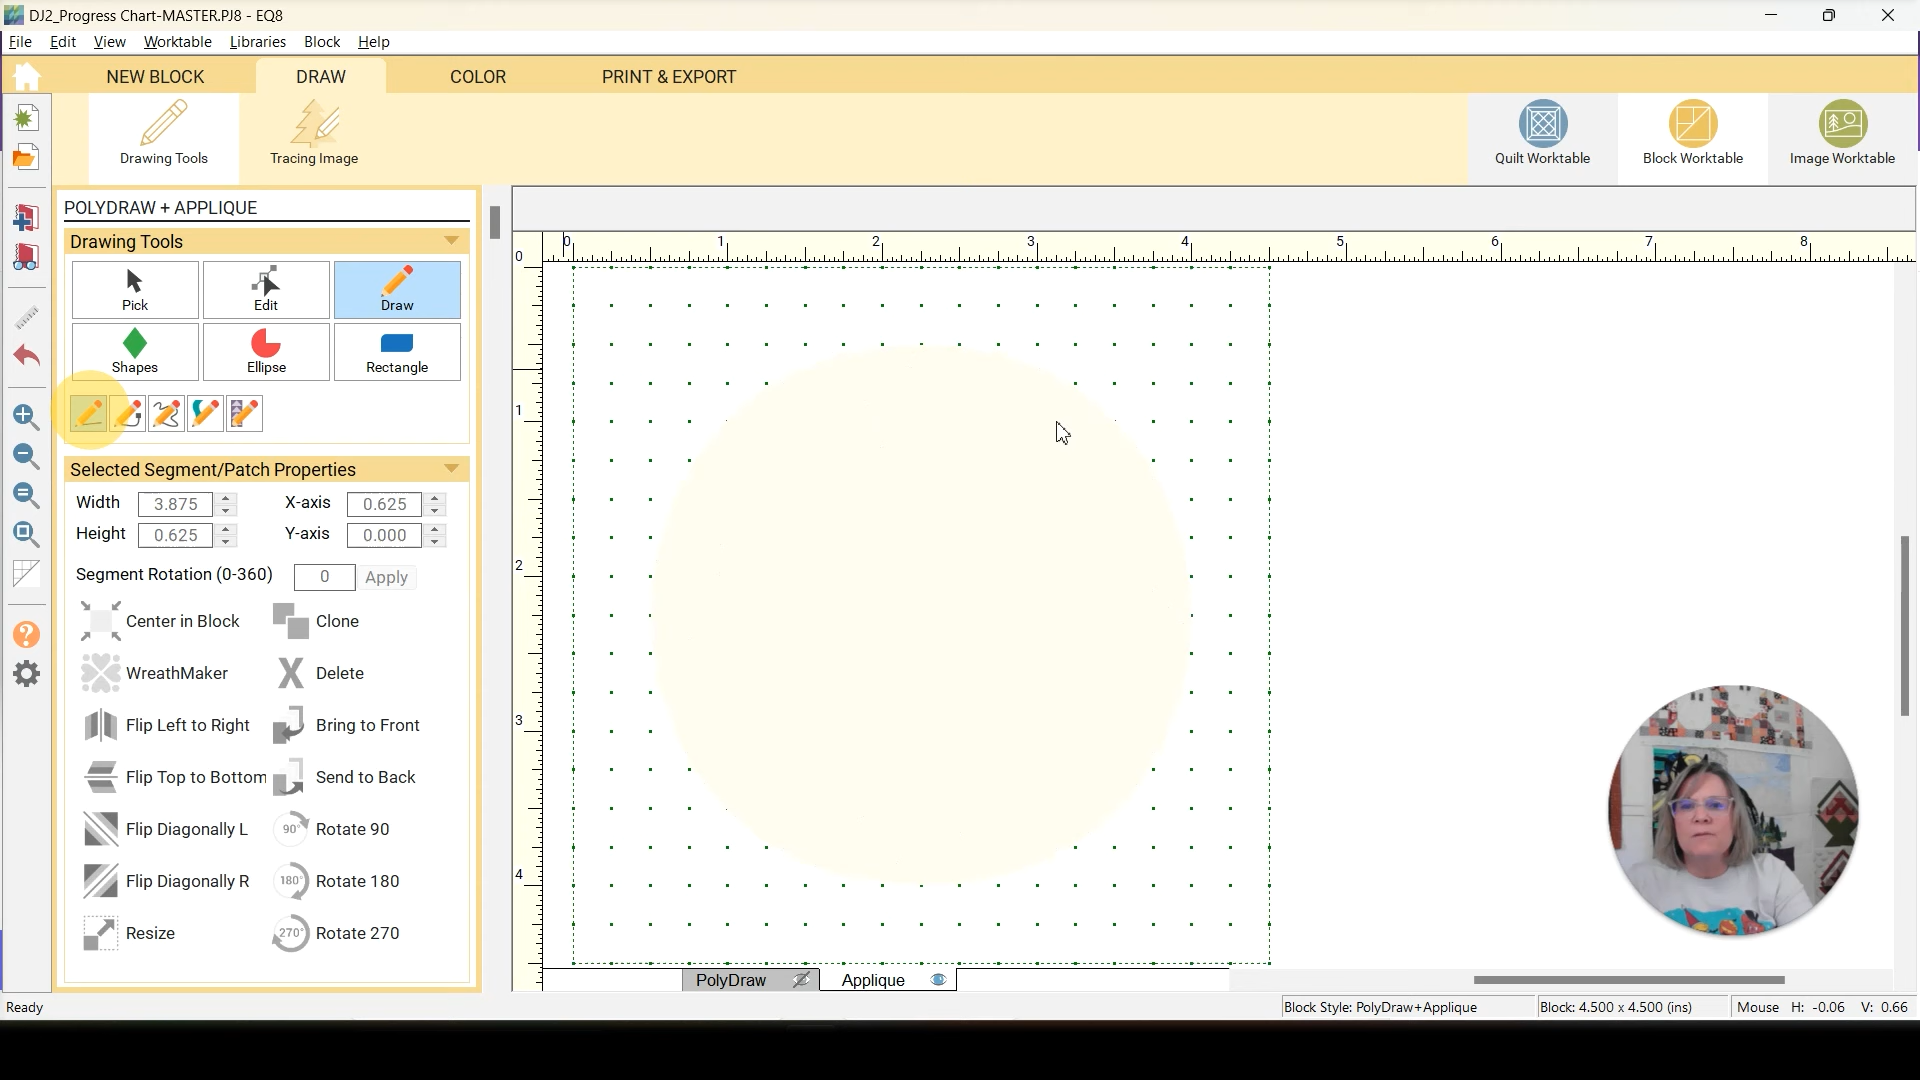 DJ2_Progress Chart-MASTER.PJ8 - EQ8
File Edit View Worktable Libraries Block Help
NEW BLOCK DRAW COLOR PRINT & EXPORT
Drawing Tools Tracing Image Quilt Worktable Block Worktable Image Worktable
POLYDRAW + APPLIQUE
Drawing Tools
Pick Edit Draw
Shapes Ellipse Rectangle
Selected Segment/Patch Properties
Width 3.875 X-axis 0.625
Height 0.625 Y-axis 0.000
Segment Rotation (0-360) 0 Apply
Center in Block Clone
WreathMaker Delete
Flip Left to Right Bring to Front
Flip Top to Bottom Send to Back
Flip Diagonally L 90° Rotate 90
Flip Diagonally R 180° Rotate 180
Resize 270° Rotate 270
0 1 2 3 4 5 6 7 8
0
1
2
3
4
PolyDraw Applique
Ready Block Style: PolyDraw+Applique Block: 4.500 x 4.500 (ins) Mouse H: -0.06 V: 0.66